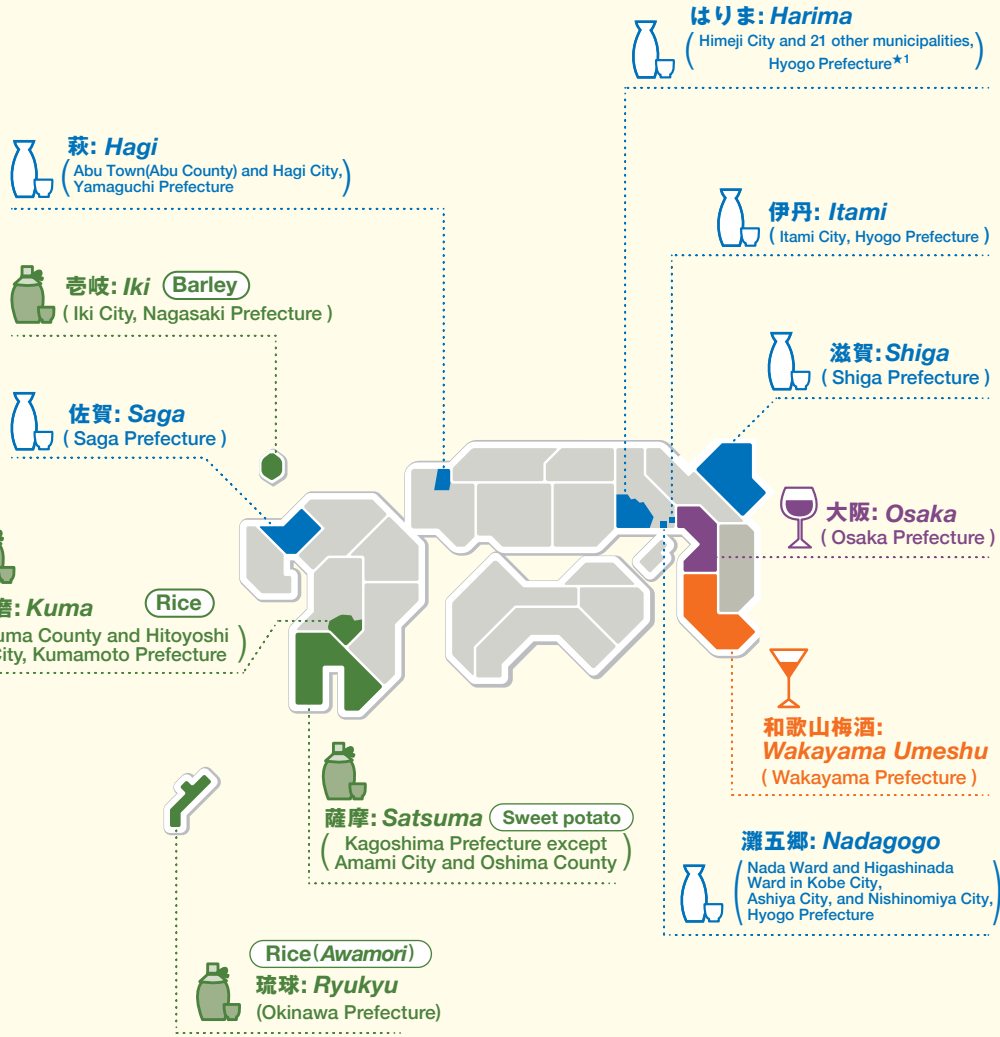 はりま: Harima
(Himeji City and 21 other municipalities,
Hyogo Prefecture★1)
萩: Hagi
(Abu Town(Abu County) and Hagi City,
Yamaguchi Prefecture)
伊丹: Itami
(Itami City, Hyogo Prefecture)
壱岐: Iki Barley
(Iki City, Nagasaki Prefecture)
滋賀: Shiga
(Shiga Prefecture)
佐賀: Saga
(Saga Prefecture)
大阪: Osaka
(Osaka Prefecture)
磨: Kuma Rice
uma County and Hitoyoshi
City, Kumamoto Prefecture)
和歌山梅酒:
Wakayama Umeshu
(Wakayama Prefecture)
薩摩: Satsuma Sweet potato
(Kagoshima Prefecture except
Amami City and Oshima County)
灘五郷: Nadagogo
(Nada Ward and Higashinada
Ward in Kobe City,
Ashiya City, and Nishinomiya City,
Hyogo Prefecture)
Rice(Awamori)
琉球: Ryukyu
(Okinawa Prefecture)